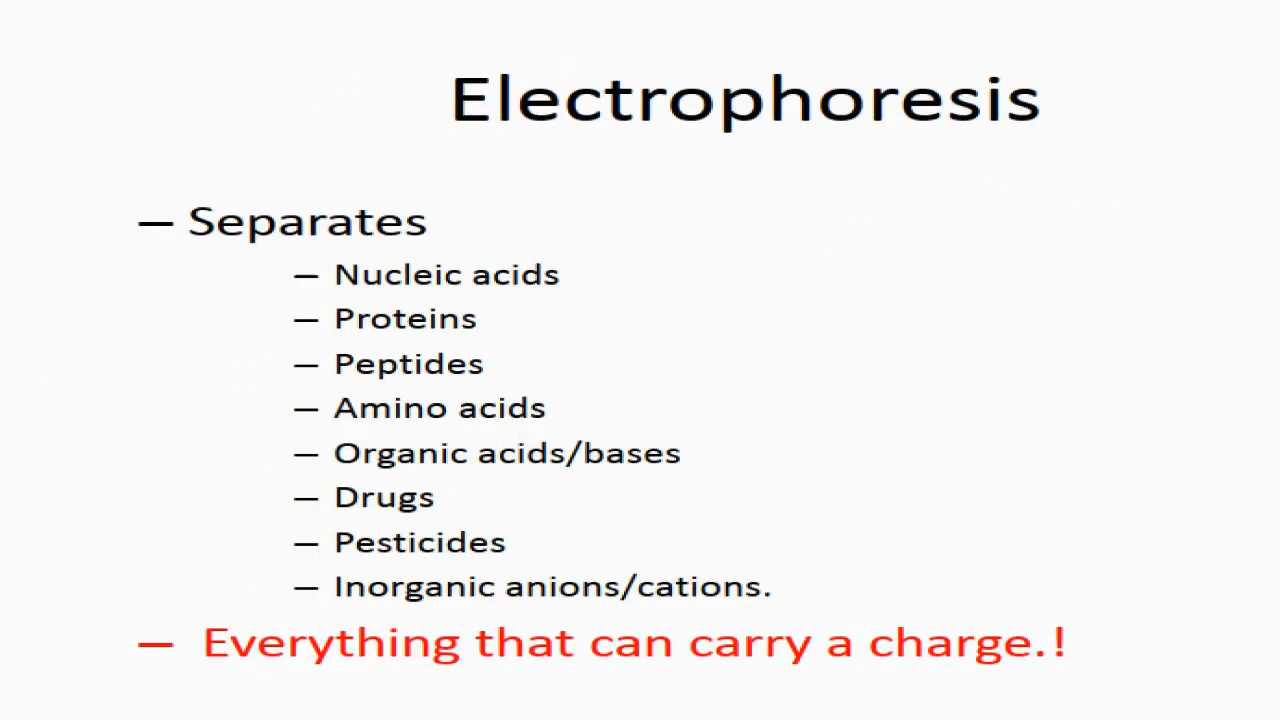 Electrophoresis
– Separates
– Nucleic acids
– Proteins
– Peptides
– Amino acids
– Organic acids/bases
– Drugs
– Pesticides
– Inorganic anions/cations.
– Everything that can carry a charge.!